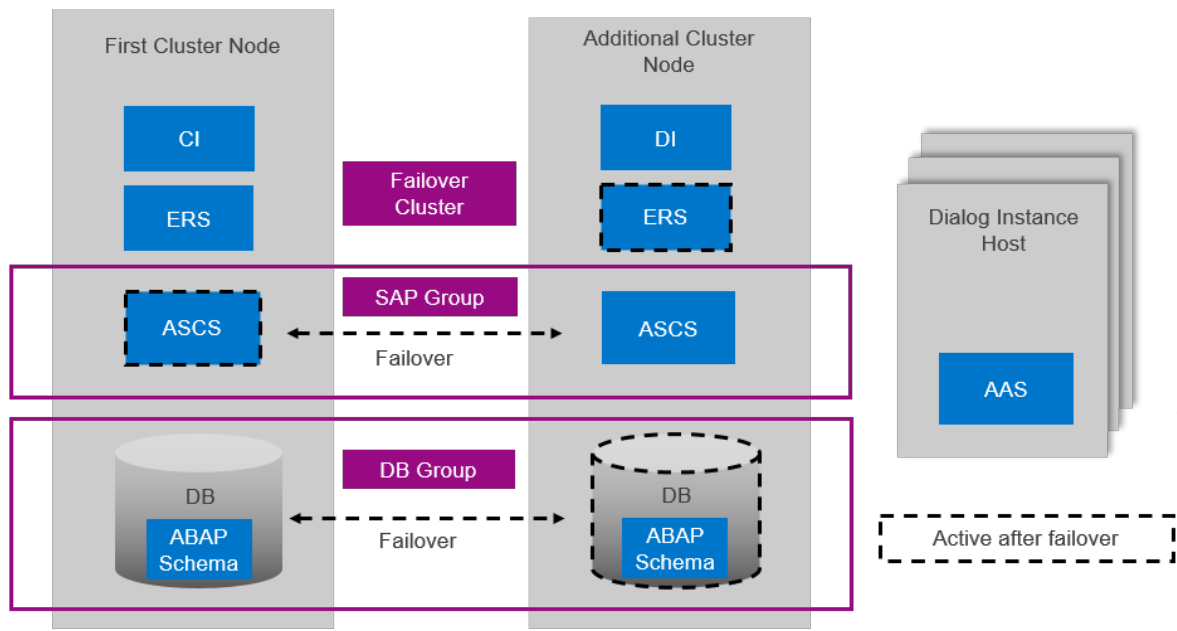 First Cluster Node
CI
ERS
ASCS
DB
ABAP
Schema
Failover
Cluster
SAP Group
Failover
DB Group
Failover
Additional Cluster
Node
DI
ERS
ASCS
DB
ABAP
Schema
Dialog Instance
Host
AAS
Active after failover